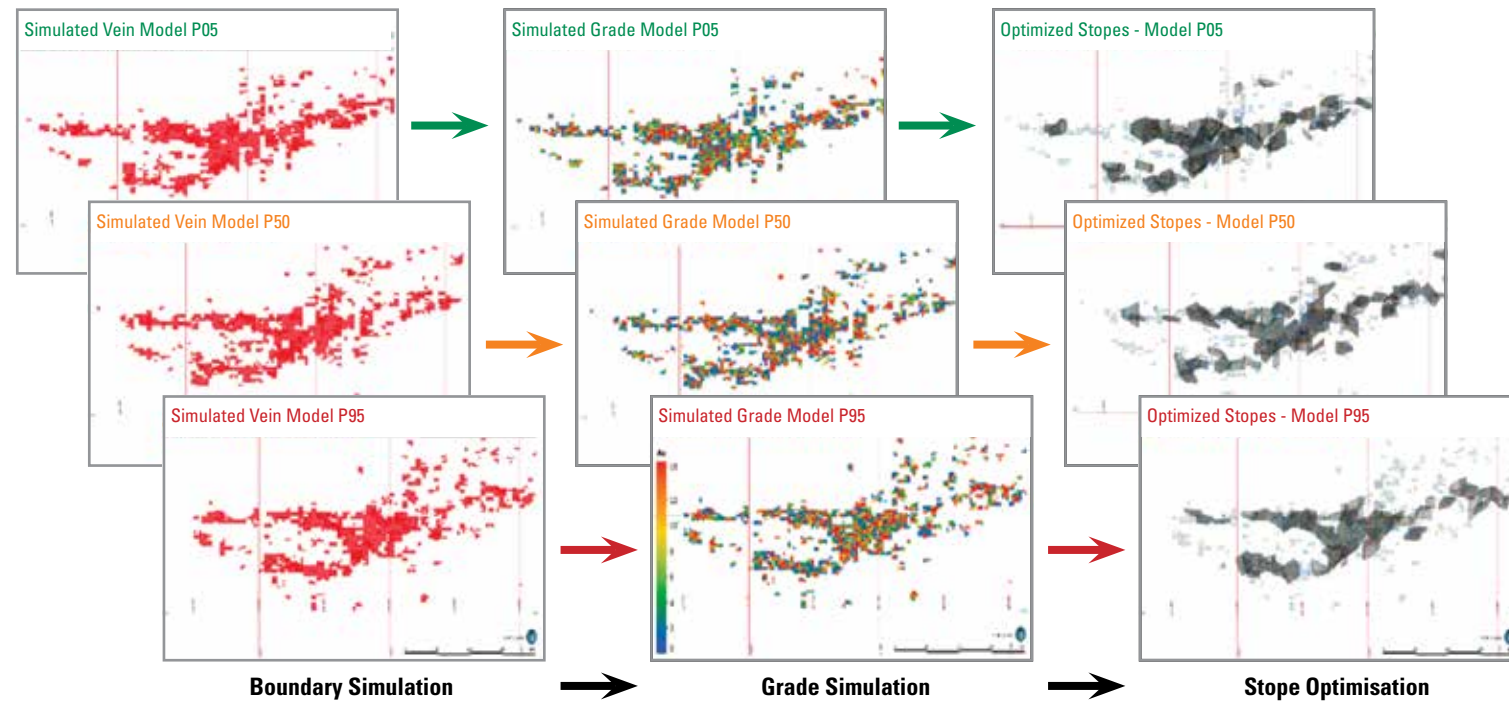 Simulated Vein Model P05
Simulated Grade Model P05
Optimized Stopes - Model P05
Simulated Vein Model P50
Simulated Grade Model P50
Optimized Stopes - Model P50
Simulated Vein Model P95
Simulated Grade Model P95
Optimized Stopes - Model P95
Au
Boundary Simulation
Grade Simulation
Stope Optimisation